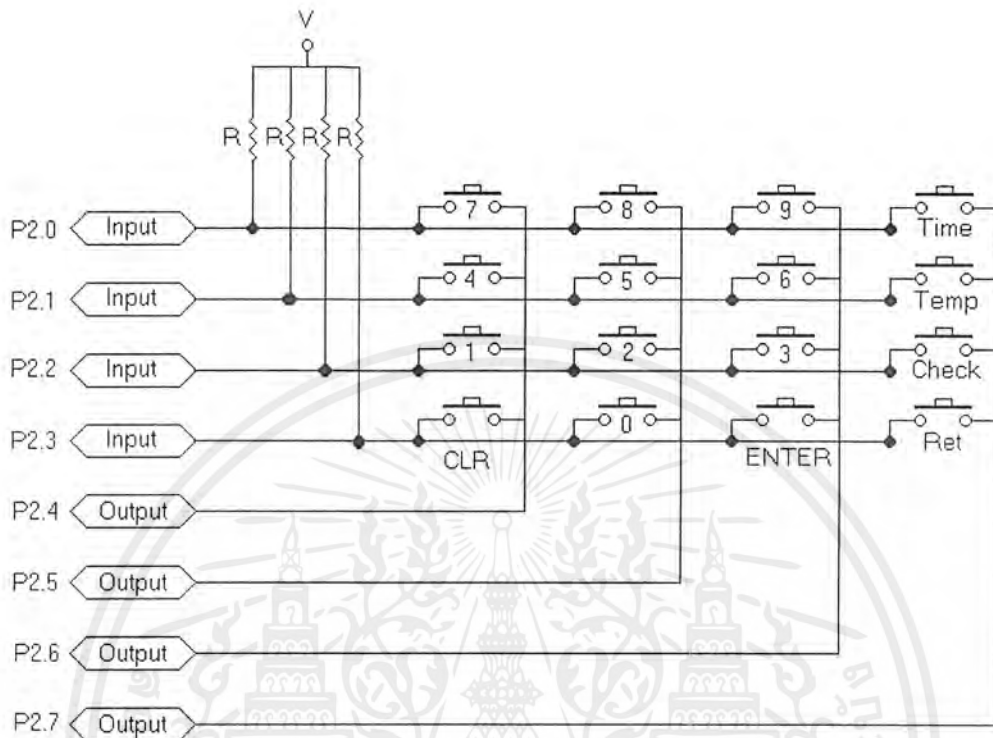 V
R R R R
7 8 9
P2.0 Input Time
4 5 6
P2.1 Input Temp
1 2 3
P2.2 Input Check
0
P2.3 Input Ret
CLR ENTER
P2.4 Output
P2.5 Output
P2.6 Output
P2.7 Output